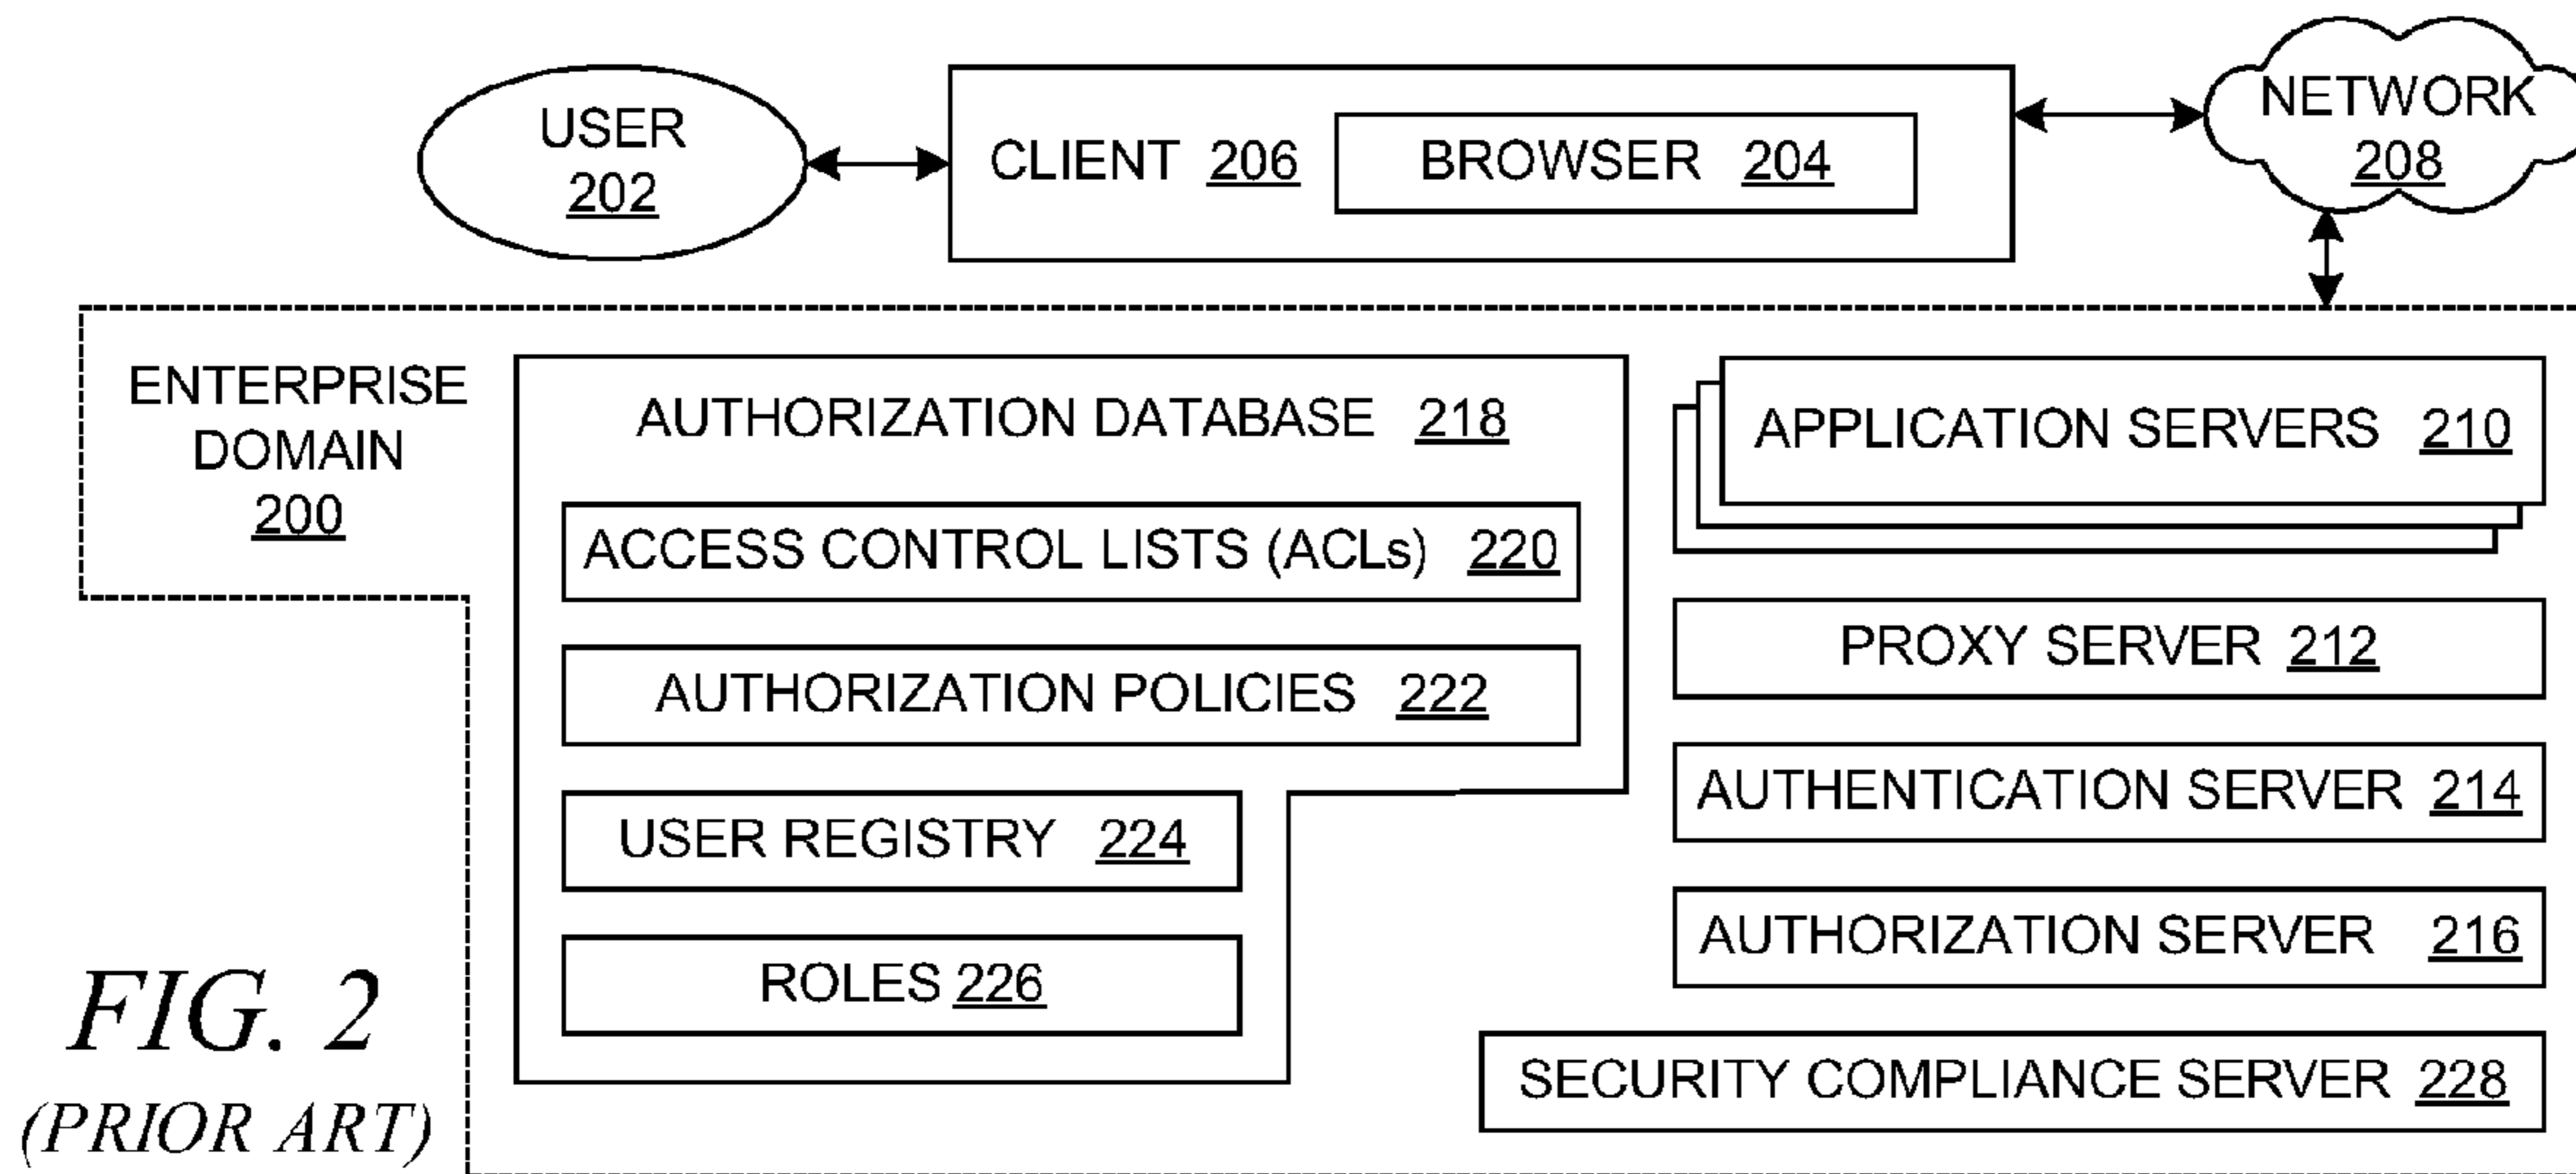 USER
202
CLIENT 206
BROWSER 204
NETWORK
208
ENTERPRISE
DOMAIN
200
AUTHORIZATION DATABASE 218
ACCESS CONTROL LISTS (ACLs) 220
AUTHORIZATION POLICIES 222
USER REGISTRY 224
ROLES 226
APPLICATION SERVERS 210
PROXY SERVER 212
AUTHENTICATION SERVER 214
AUTHORIZATION SERVER 216
SECURITY COMPLIANCE SERVER 228
FIG. 2
(PRIOR ART)